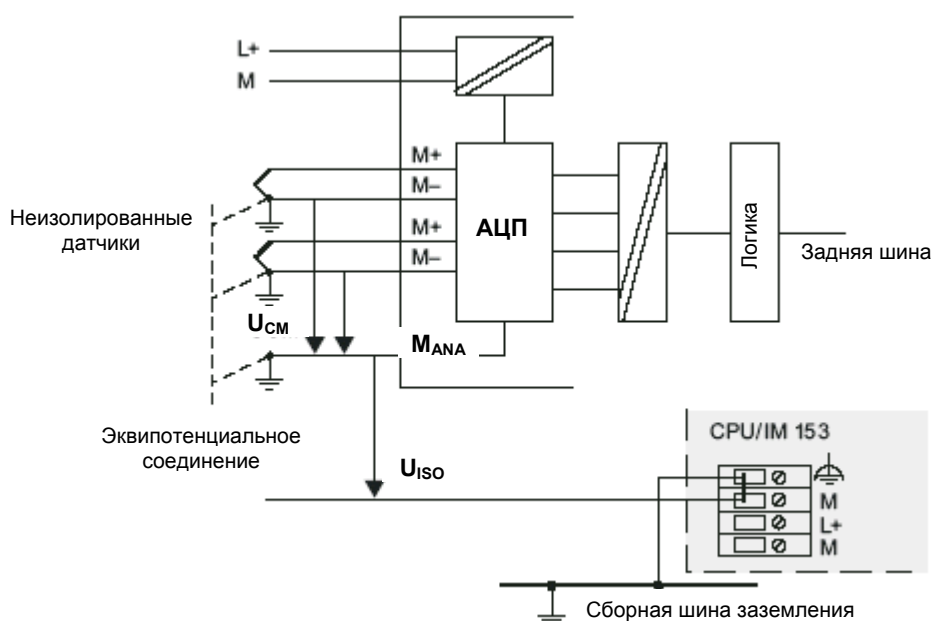 L+
M
M+
M–
M+
M–
АЦП
Логика
Задняя шина
Неизолированные
датчики
UCM
MANA
Эквипотенциальное
соединение
UISO
CPU/IM 153
M
L+
M
Сборная шина заземления